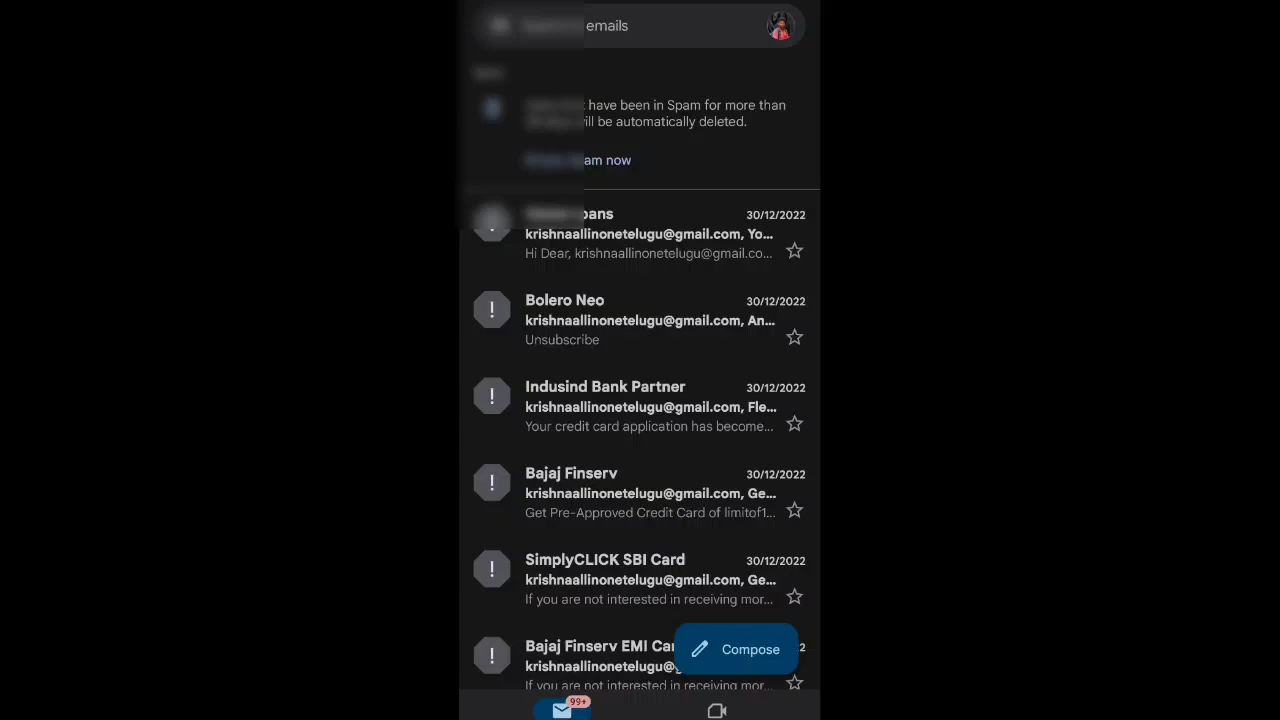 emails
have been in Spam for more than
will be automatically deleted.
now
30/12/2022
krishnaallinonetelugu@gmail.com, Yo...
Hi Dear, krishnaallinonetelugu@gmail.co...
!
Bolero Neo 30/12/2022
krishnaallinonetelugu@gmail.com, An...
Unsubscribe
!
Indusind Bank Partner 30/12/2022
krishnaallinonetelugu@gmail.com, Fle...
Your credit card application has become...
!
Bajaj Finserv 30/12/2022
krishnaallinonetelugu@gmail.com, Ge...
Get Pre-Approved Credit Card of limitof1...
!
SimplyCLICK SBI Card 30/12/2022
krishnaallinonetelugu@gmail.com, Ge...
If you are not interested in receiving mor...
!
Bajaj Finserv EMI Car 2
krishnaallinonetelugu@g
If you are not interested in receiving mor...
Compose
99+